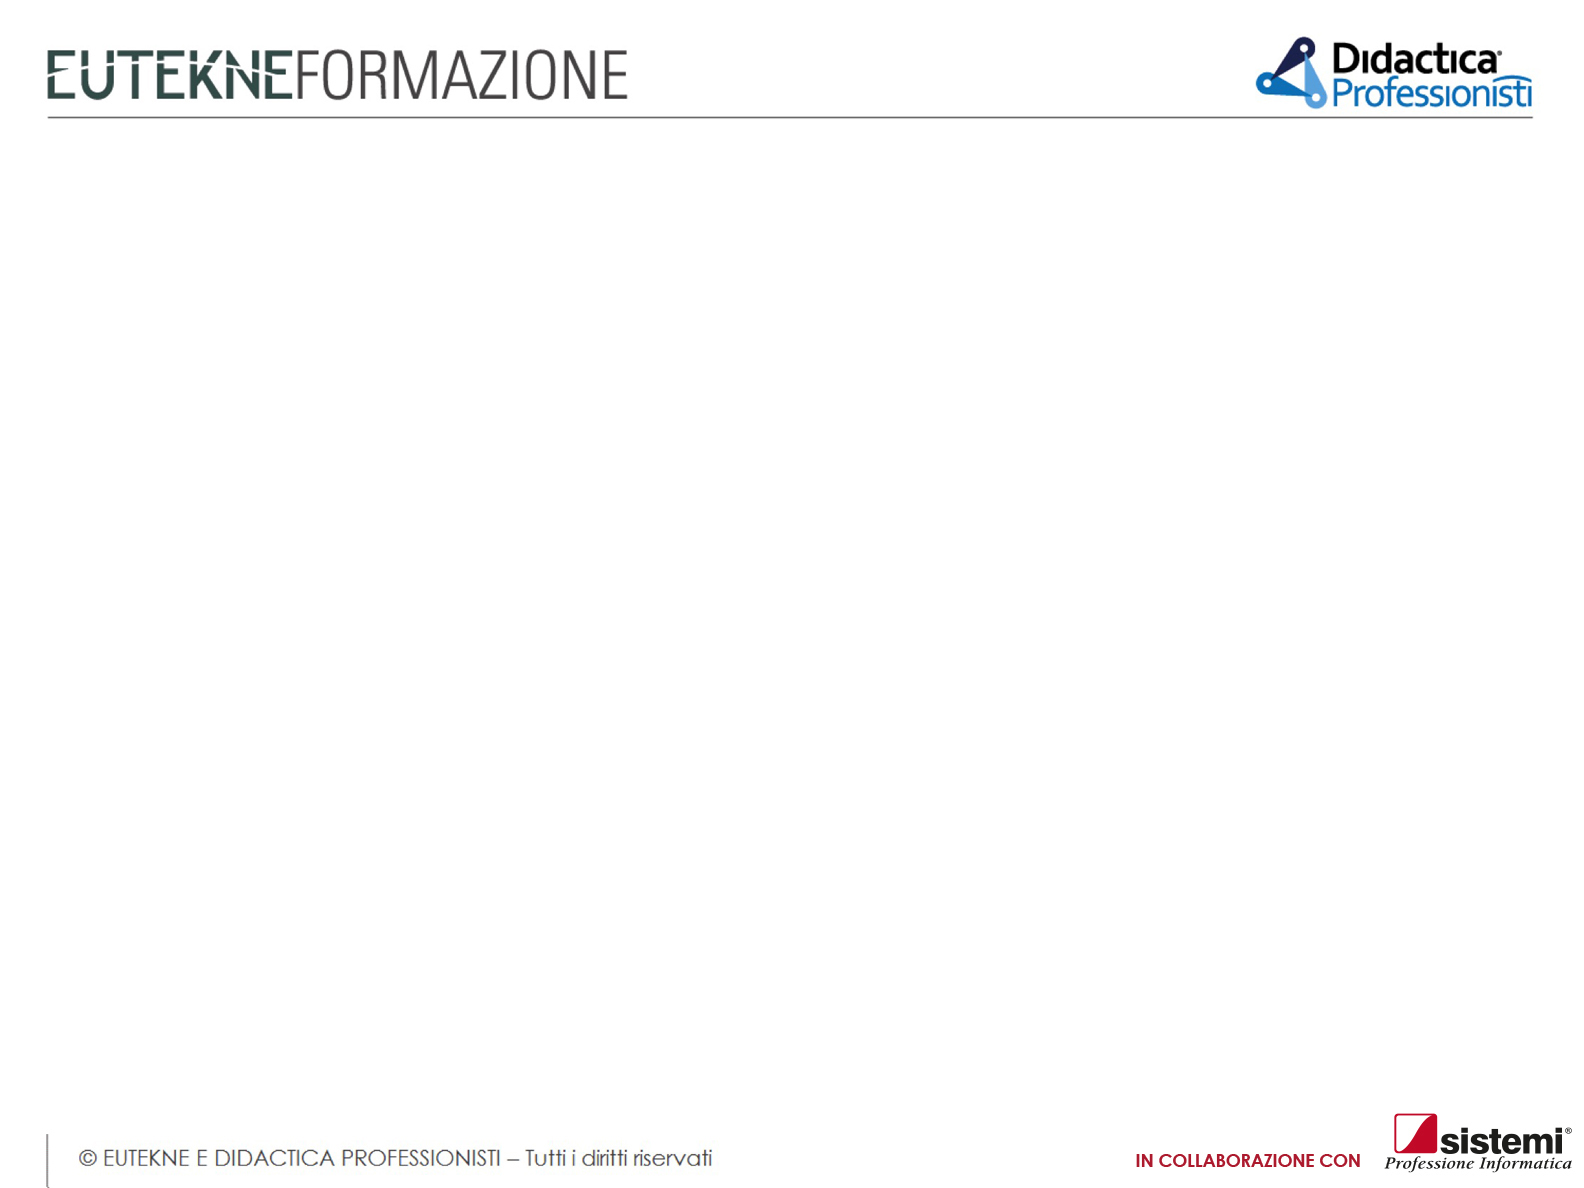 EUTEKNEFORMAZIONE
Didactica®
Professionisti
© EUTEKNE E DIDACTICA PROFESSIONISTI – Tutti i diritti riservati
IN COLLABORAZIONE CON
sistemi®
Professione Informatica